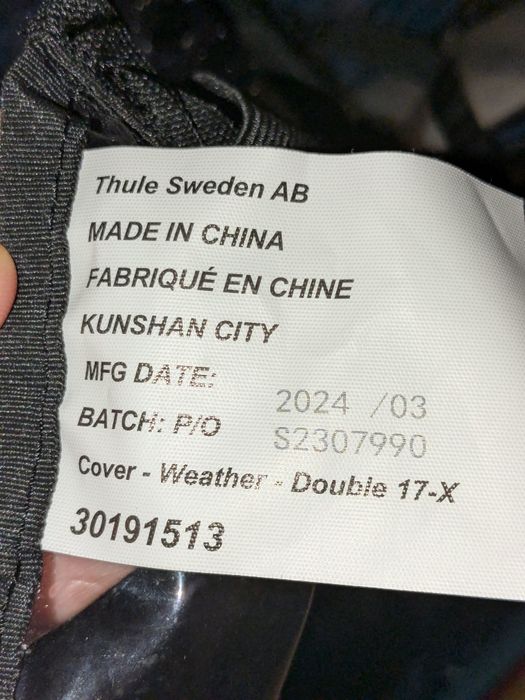 Thule Sweden AB
MADE IN CHINA
FABRIQUÉ EN CHINE
KUNSHAN CITY
MFG DATE: 2024 /03
BATCH: P/O S2307990
Cover - Weather - Double 17-X
30191513